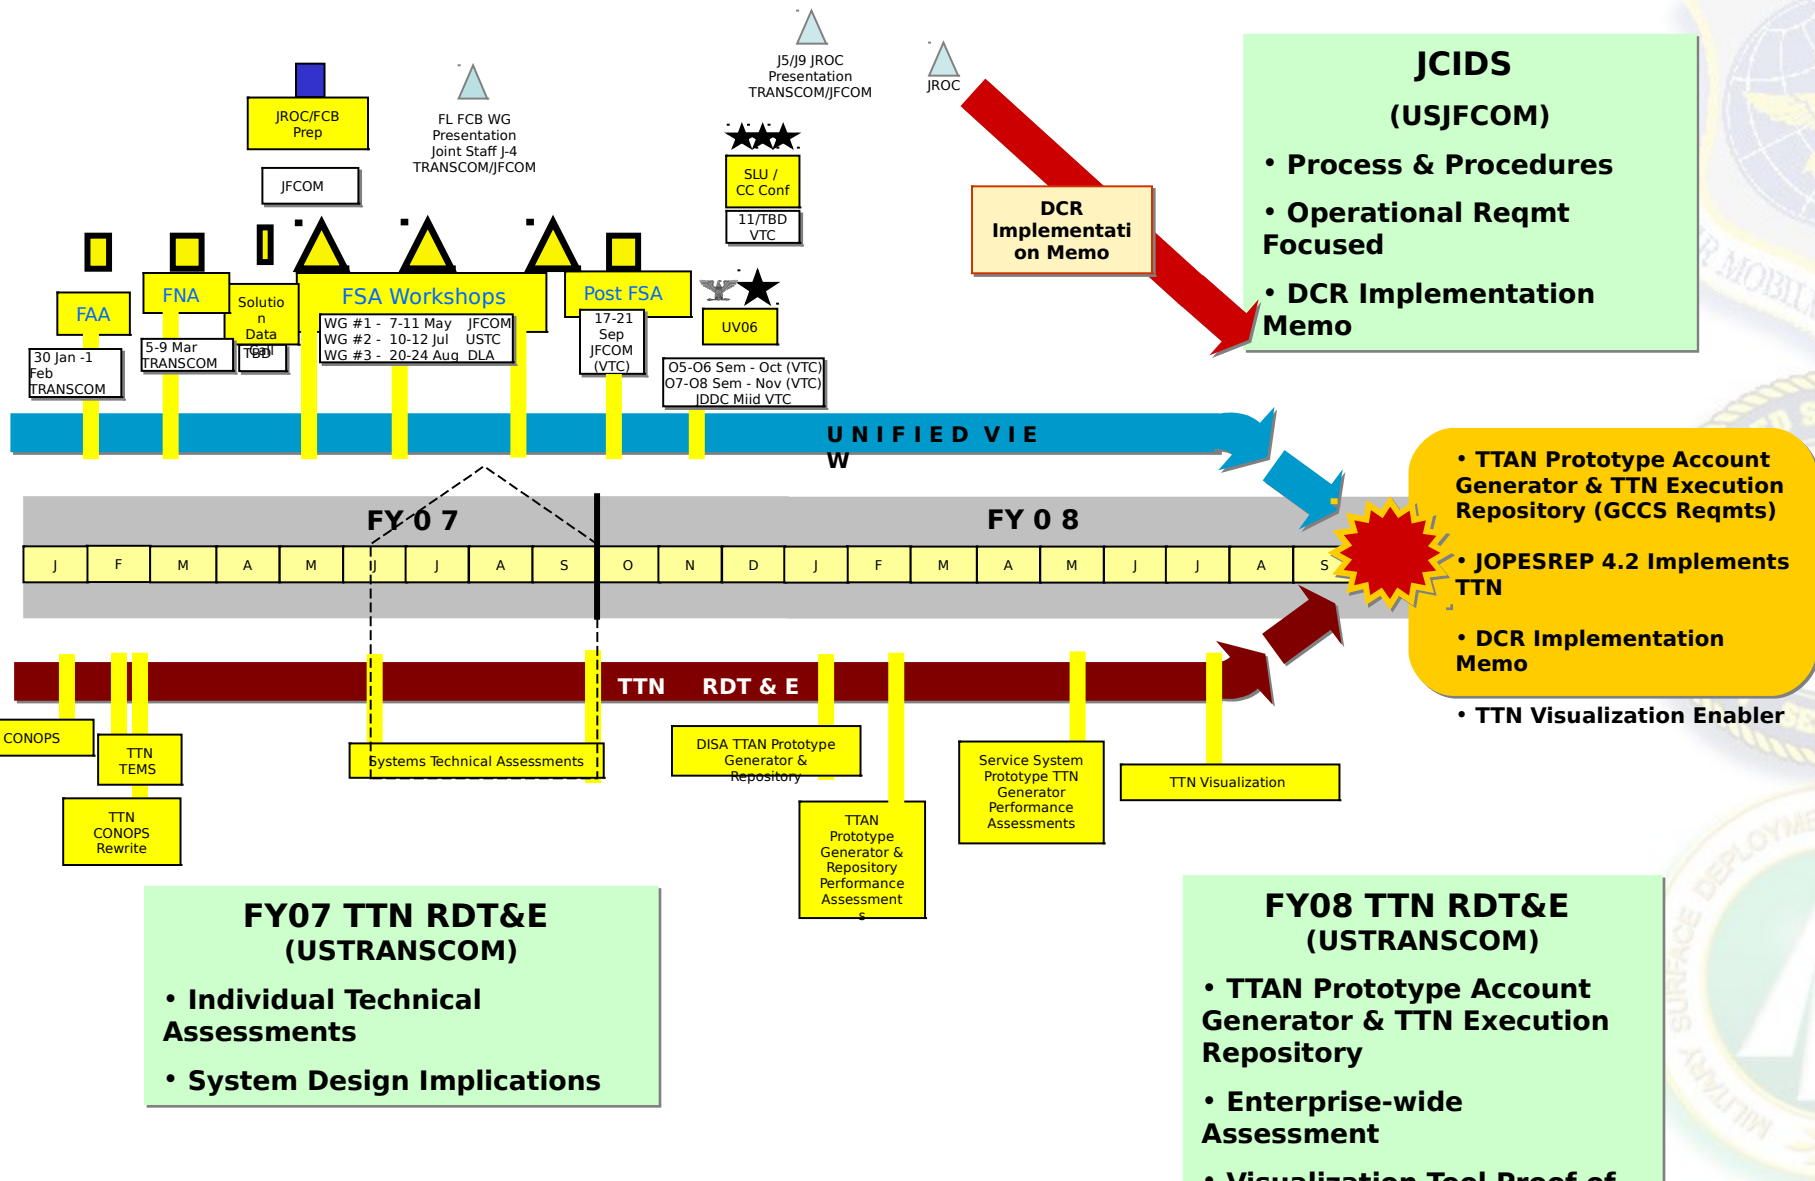 J5/J9 JROC
Presentation
TRANSCOM/JFCOM
JROC
JROC/FCB
Prep
JFCOM
FL FCB WG
Presentation
Joint Staff J-4
TRANSCOM/JFCOM
SLU /
CC Conf
11/TBD
VTC
DCR
Implementati
on Memo
JCIDS
(USJFCOM)
• Process & Procedures
• Operational Reqmt
Focused
• DCR Implementation
Memo
FAA
30 Jan -1
Feb
TRANSCOM
FNA
5-9 Mar
TRANSCOM
Solutio
n
Data
Call
TBD
FSA Workshops
WG #1 - 7-11 May JFCOM
WG #2 - 10-12 Jul USTC
WG #3 - 20-24 Aug DLA
Post FSA
17-21
Sep
JFCOM
(VTC)
UV06
O5-O6 Sem - Oct (VTC)
O7-O8 Sem - Nov (VTC)
JDDC Miid VTC
U N I F I E D V I E
W
FY 0 7
FY 0 8
J F M A M J J A S O N D J F M A M J J A S
• TTAN Prototype Account
Generator & TTN Execution
Repository (GCCS Reqmts)
• JOPESREP 4.2 Implements
TTN
• DCR Implementation
Memo
• TTN Visualization Enabler
TTN RDT & E
CONOPS
TTN
TEMS
TTN
CONOPS
Rewrite
Systems Technical Assessments
DISA TTAN Prototype
Generator &
Repository
TTAN
Prototype
Generator &
Repository
Performance
Assessment
s
Service System
Prototype TTN
Generator
Performance
Assessments
TTN Visualization
FY07 TTN RDT&E
(USTRANSCOM)
• Individual Technical
Assessments
• System Design Implications
FY08 TTN RDT&E
(USTRANSCOM)
• TTAN Prototype Account
Generator & TTN Execution
Repository
• Enterprise-wide
Assessment
• Visualization Tool Proof of
MILITARY SURFACE DEPLOYME